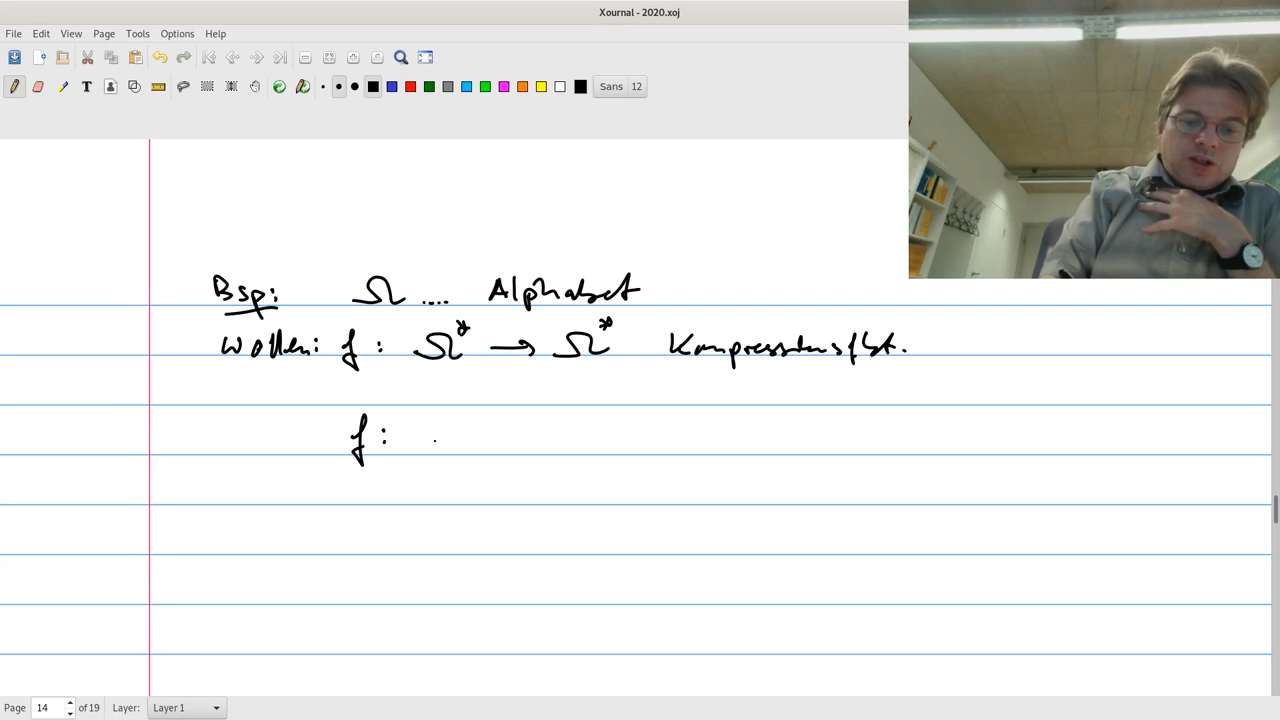 Xournal - 2020.xoj
File Edit View Page Tools Options Help
T Sans 12
Bsp: Ω .... Alphabet
Wollen: f : Ω* → Ω* Kompressionsfkt.
f :
Page 14 of 19 Layer: Layer 1